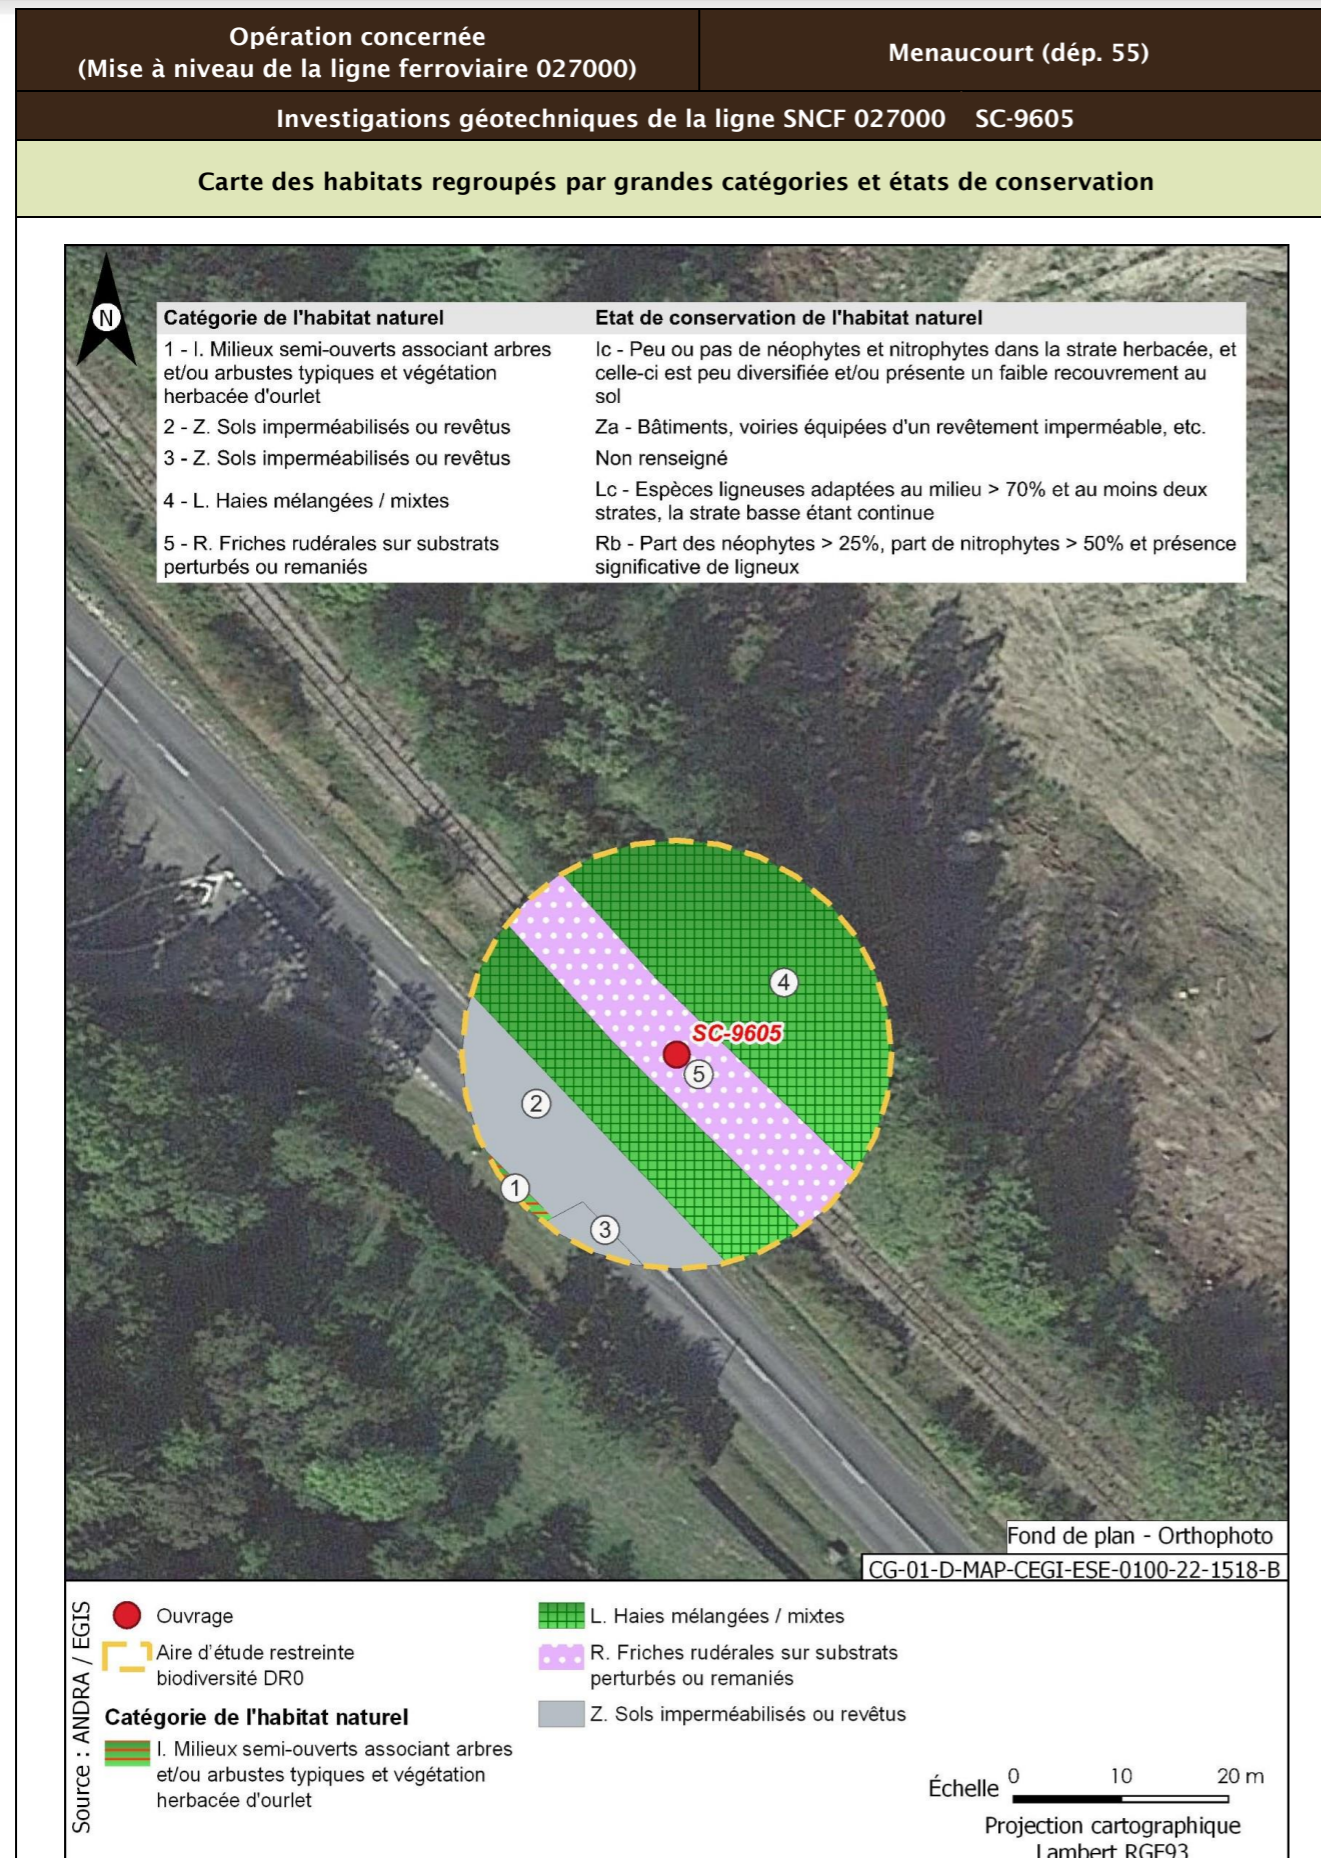 Opération concernée
(Mise à niveau de la ligne ferroviaire 027000)
Menaucourt (dép. 55)
Investigations géotechniques de la ligne SNCF 027000 SC-9605
Carte des habitats regroupés par grandes catégories et états de conservation
N
Catégorie de l'habitat naturel
Etat de conservation de l'habitat naturel
1 - I. Milieux semi-ouverts associant arbres
et/ou arbustes typiques et végétation
herbacée d'ourlet
Ic - Peu ou pas de néophytes et nitrophytes dans la strate herbacée, et
celle-ci est peu diversifiée et/ou présente un faible recouvrement au
sol
2 - Z. Sols imperméabilisés ou revêtus
Za - Bâtiments, voiries équipées d'un revêtement imperméable, etc.
3 - Z. Sols imperméabilisés ou revêtus
Non renseigné
4 - L. Haies mélangées / mixtes
Lc - Espèces ligneuses adaptées au milieu > 70% et au moins deux
strates, la strate basse étant continue
5 - R. Friches rudérales sur substrats
perturbés ou remaniés
Rb - Part des néophytes > 25%, part de nitrophytes > 50% et présence
significative de ligneux
4
SC-9605
5
2
1
3
Fond de plan - Orthophoto
CG-01-D-MAP-CEGI-ESE-0100-22-1518-B
Source : ANDRA / EGIS
Ouvrage
Aire d'étude restreinte
biodiversité DR0
Catégorie de l'habitat naturel
I. Milieux semi-ouverts associant arbres
et/ou arbustes typiques et végétation
herbacée d'ourlet
L. Haies mélangées / mixtes
R. Friches rudérales sur substrats
perturbés ou remaniés
Z. Sols imperméabilisés ou revêtus
Échelle 0 10 20 m
Projection cartographique
Lambert RGF93